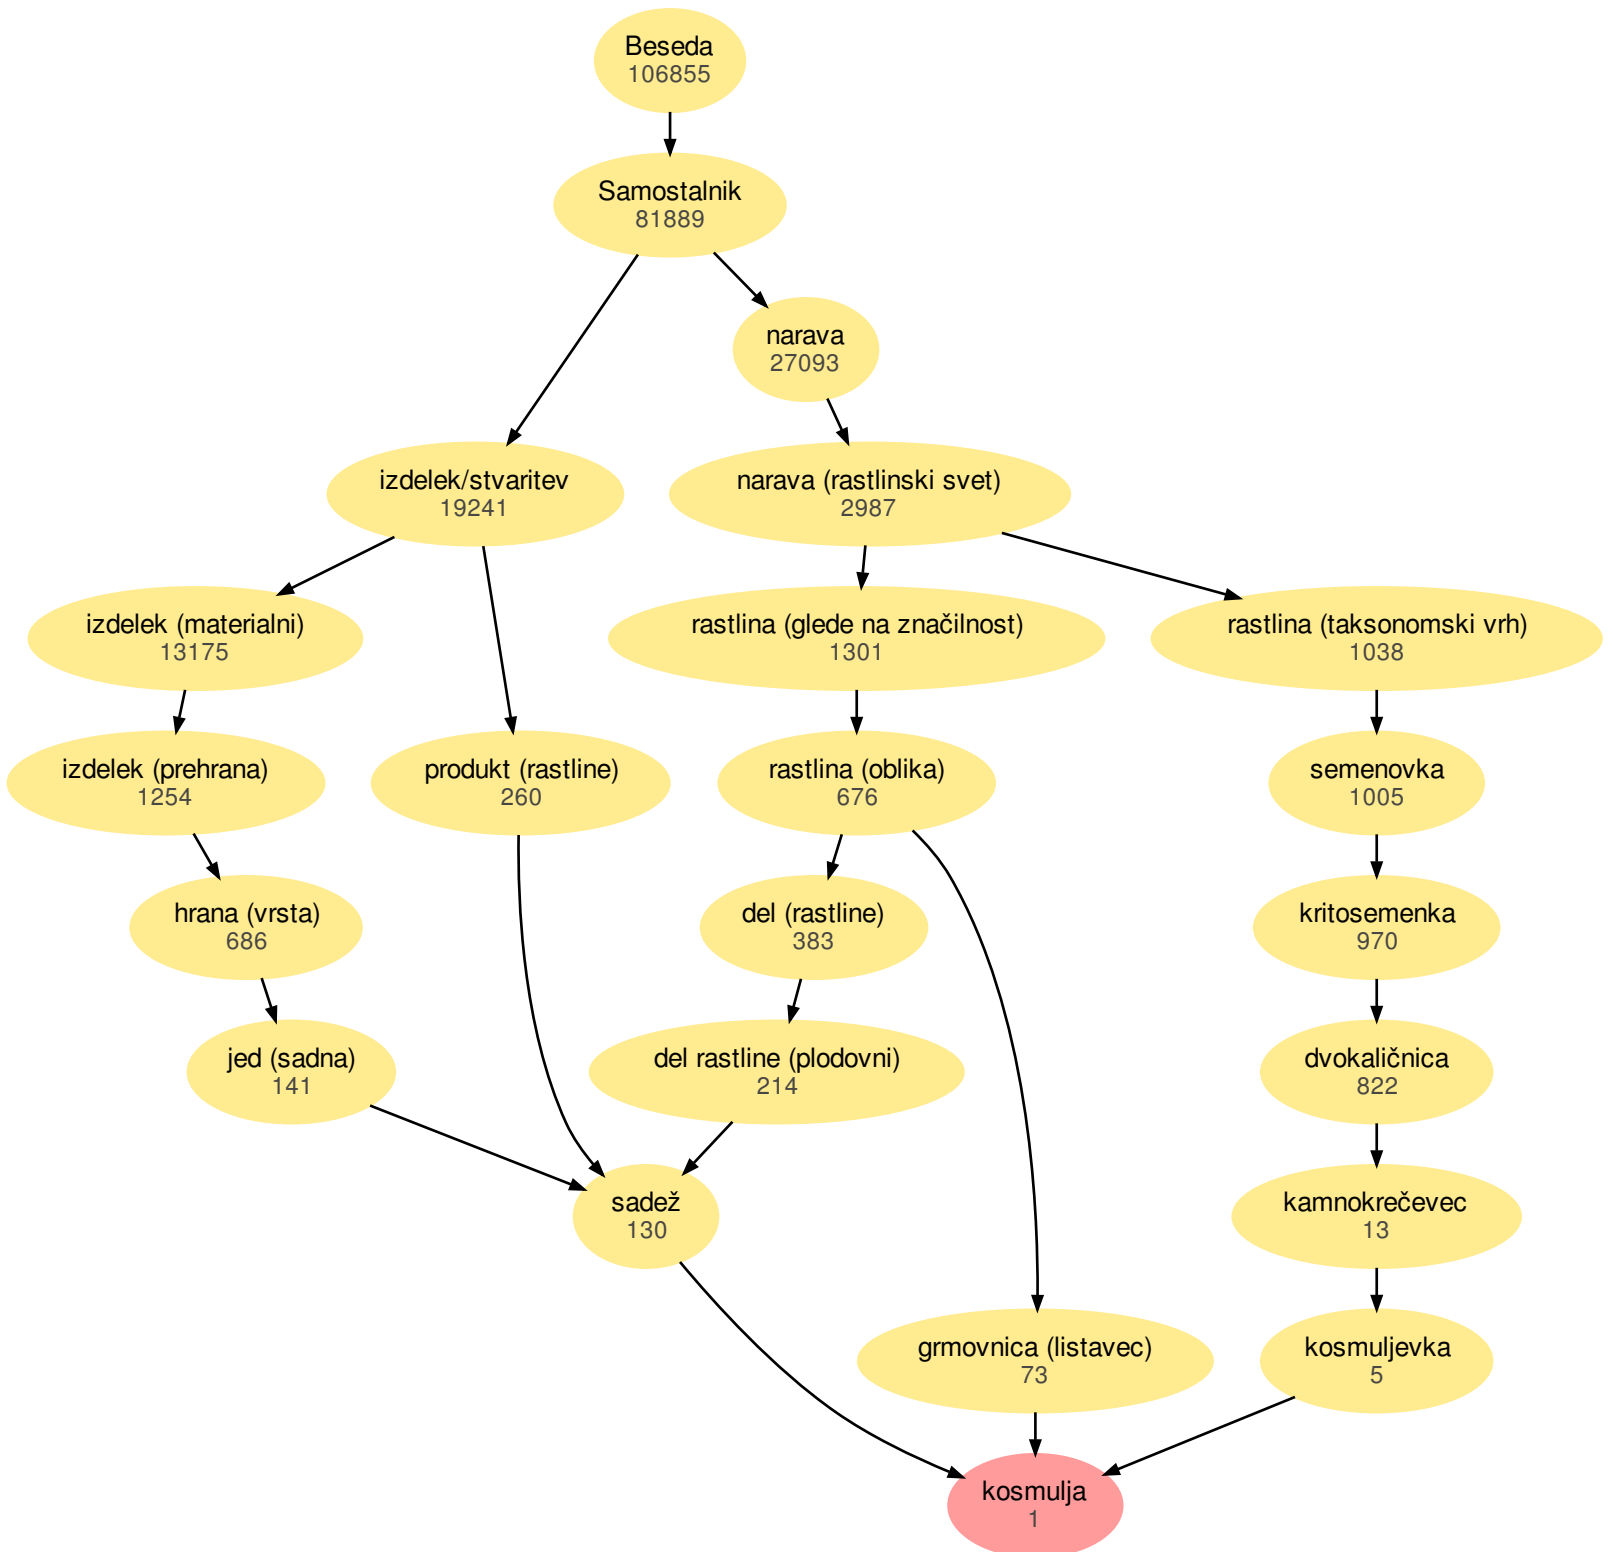 Beseda
106855
Samostalnik
81889
narava
27093
izdelek/stvaritev
19241
narava (rastlinski svet)
2987
izdelek (materialni)
13175
rastlina (glede na značilnost)
1301
rastlina (taksonomski vrh)
1038
izdelek (prehrana)
1254
produkt (rastline)
260
rastlina (oblika)
676
semenovka
1005
hrana (vrsta)
686
del (rastline)
383
kritosemenka
970
jed (sadna)
141
del rastline (plodovni)
214
dvokaličnica
822
sadež
130
kamnokrečevec
13
grmovnica (listavec)
73
kosmuljevka
5
kosmulja
1